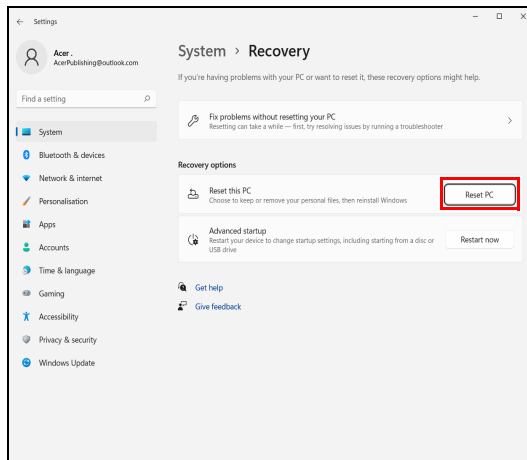 Settings
Acer .
AcerPublishing@outlook.com
Find a setting
System
Bluetooth & devices
Network & internet
Personalisation
Apps
Accounts
Time & language
Gaming
Accessibility
Privacy & security
Windows Update
System > Recovery
If you're having problems with your PC or want to reset it, these recovery options might help.
Fix problems without resetting your PC
Resetting can take a while — first, try resolving issues by running a troubleshooter
Recovery options
Reset this PC
Choose to keep or remove your personal files, then reinstall Windows
Reset PC
Advanced startup
Restart your device to change startup settings, including starting from a disc or
USB drive
Restart now
Get help
Give feedback